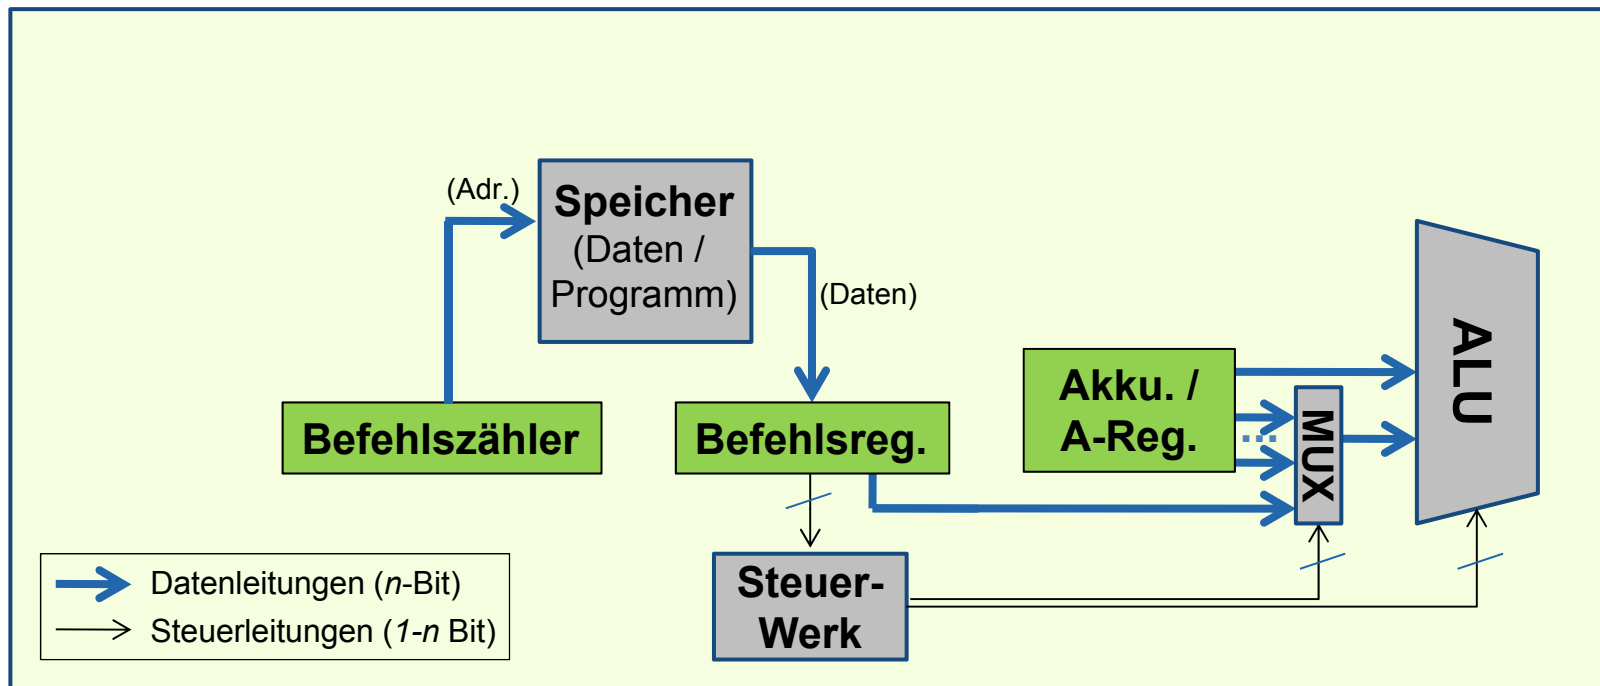 (Adr.)
Speicher
(Daten /
Programm)
(Daten)
Befehlszähler
Befehlsreg.
Akku. /
A-Reg.
MUX
ALU
Steuer-
Werk
Datenleitungen (n-Bit)
Steuerleitungen (1-n Bit)